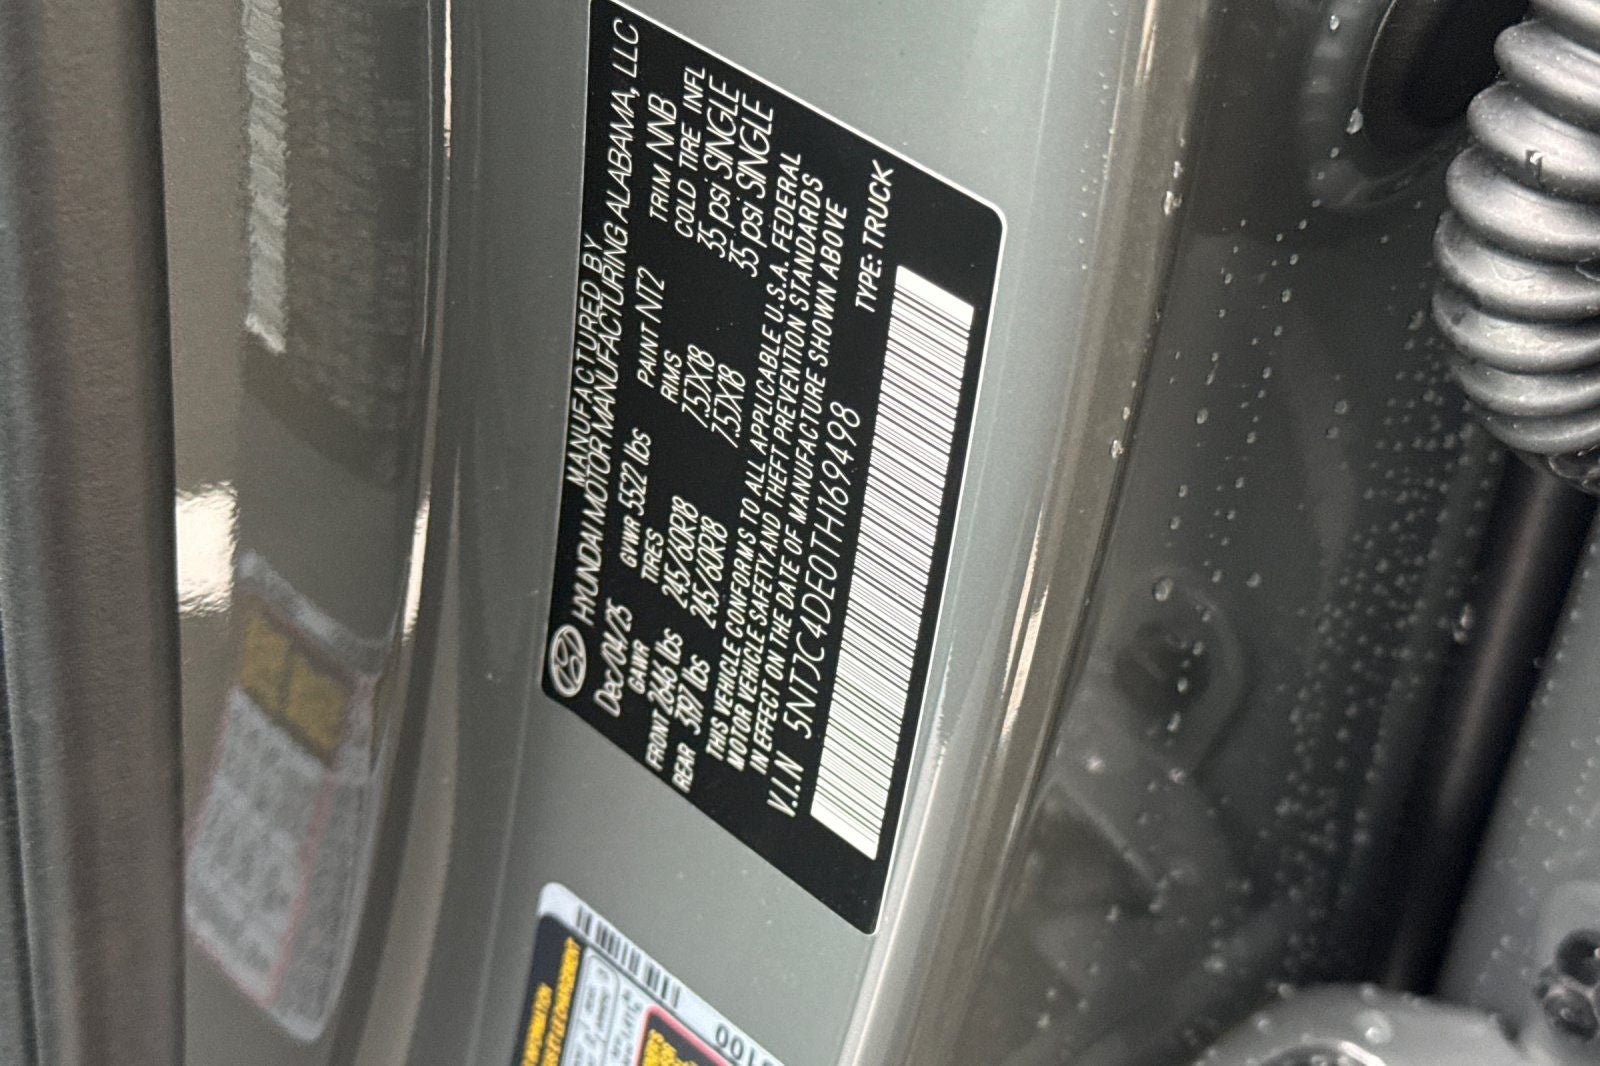 MANUFACTURED BY
HYUNDAI MOTOR MANUFACTURING ALABAMA, LLC
Dec/04/25 GVWR 5522 lbs PAINT NT2 TRIM NNB
GAWR TIRES RIMS COLD TIRE INFL
FRONT 2646 lbs 245/60R18 7.5JX18 35 psi SINGLE
REAR 3197 lbs 245/60R18 7.5JX18 35 psi SINGLE
THIS VEHICLE CONFORMS TO ALL APPLICABLE U.S.A. FEDERAL
MOTOR VEHICLE SAFETY AND THEFT PREVENTION STANDARDS
IN EFFECT ON THE DATE OF MANUFACTURE SHOWN ABOVE
V.I.N 5NTJC4DE0TH169498 TYPE: TRUCK